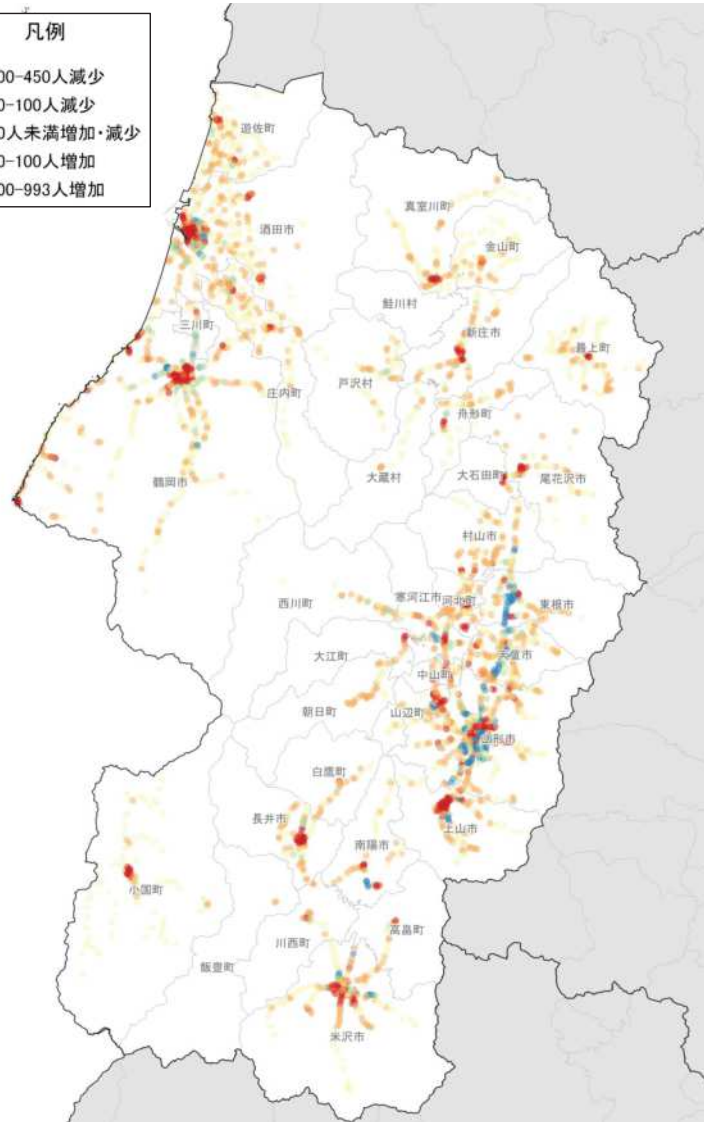 凡例
00-450人減少
0-100人減少
0人未満増加・減少
0-100人増加
00-993人増加
遊佐町
酒田市
真室川町
金山町
鮭川村
三川町
新庄市
最上町
庄内町
戸沢村
舟形町
鶴岡市
大蔵村
大石田町
尾花沢市
村山市
西川町
寒河江市
河北町
東根市
大江町
天童市
中山町
朝日町
山辺町
山形市
白鷹町
長井市
南陽市
上山市
小国町
高畠町
川西町
飯豊町
米沢市